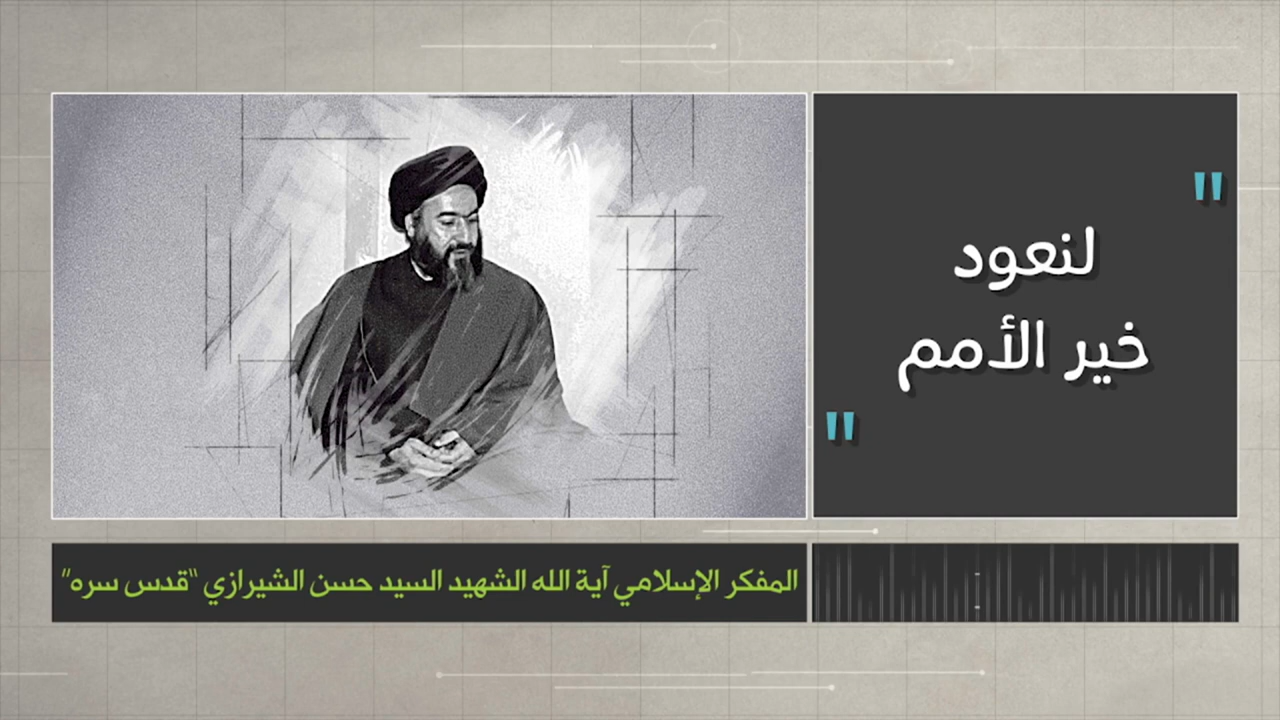 "
لنعود
خير الأمم
"
المفكر الإسلامي آية الله الشهيد السيد حسن الشيرازي "قدس سره"